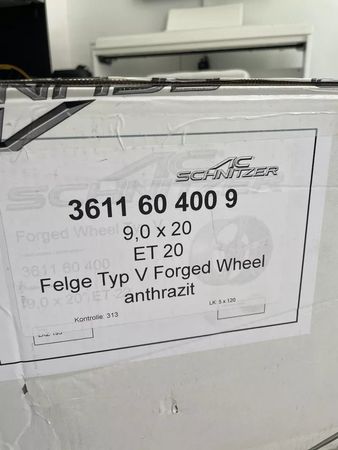 AC
SCHNITZER
3611 60 400 9
9,0 x 20
ET 20
Felge Typ V Forged Wheel
anthrazit
Kontrolle: 313
LK: 5 x 120